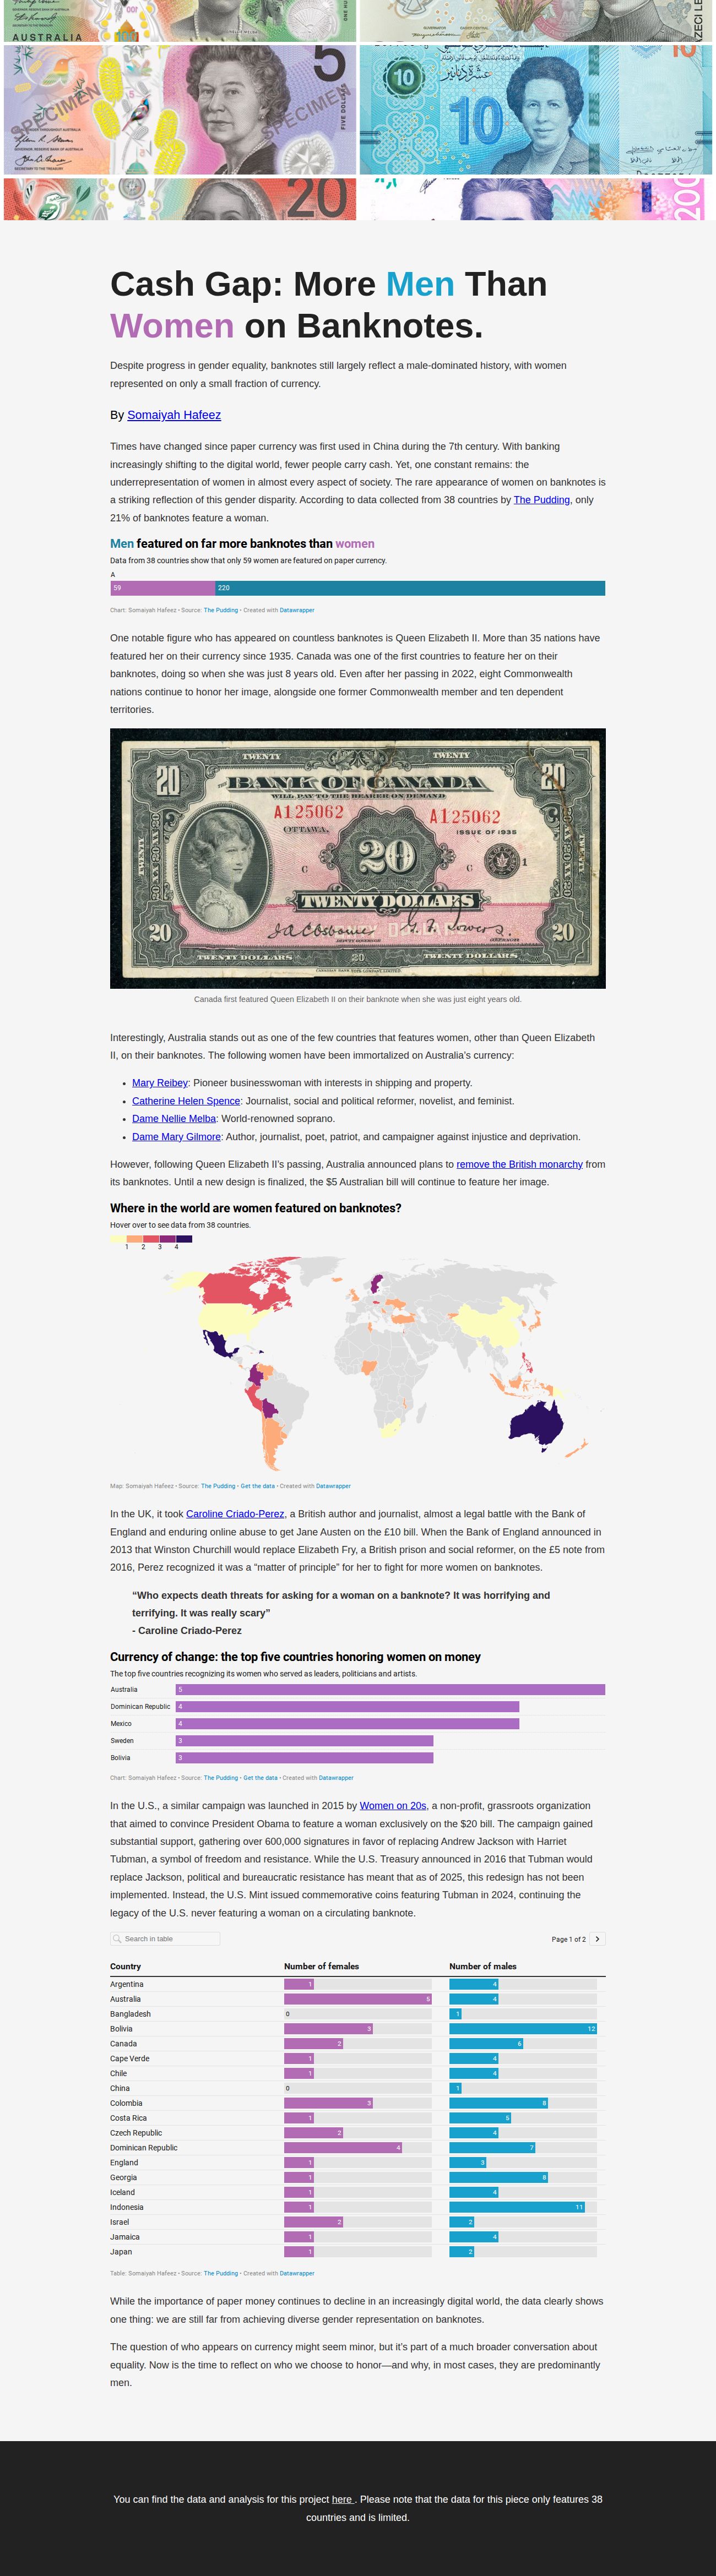 AUSTRALIA
100
5
SPECIMEN
SPECIMEN
FIVE DOLLARS
GOVERNOR, RESERVE BANK OF AUSTRALIA
SECRETARY TO THE TREASURY
10
10
عشرة دنانير
20
200
Cash Gap: More Men Than
Women on Banknotes.
Despite progress in gender equality, banknotes still largely reflect a male-dominated history, with women
represented on only a small fraction of currency.
By Somaiyah Hafeez
Times have changed since paper currency was first used in China during the 7th century. With banking
increasingly shifting to the digital world, fewer people carry cash. Yet, one constant remains: the
underrepresentation of women in almost every aspect of society. The rare appearance of women on banknotes is
a striking reflection of this gender disparity. According to data collected from 38 countries by The Pudding, only
21% of banknotes feature a woman.
Men featured on far more banknotes than women
Data from 38 countries show that only 59 women are featured on paper currency.
A
59 220
Chart: Somaiyah Hafeez • Source: The Pudding • Created with Datawrapper
One notable figure who has appeared on countless banknotes is Queen Elizabeth II. More than 35 nations have
featured her on their currency since 1935. Canada was one of the first countries to feature her on their
banknotes, doing so when she was just 8 years old. Even after her passing in 2022, eight Commonwealth
nations continue to honor her image, alongside one former Commonwealth member and ten dependent
territories.
TWENTY TWENTY
20 BANK OF CANADA 20
WILL PAY TO THE BEARER ON DEMAND
A125062 A125062
OTTAWA, ISSUE OF 1935
TWENTY 20 TWENTY
C C 1
TWENTY DOLLARS
DEPUTY GOVERNOR
20 20
TWENTY DOLLARS 20 TWENTY DOLLARS
Canada first featured Queen Elizabeth II on their banknote when she was just eight years old.
Interestingly, Australia stands out as one of the few countries that features women, other than Queen Elizabeth
II, on their banknotes. The following women have been immortalized on Australia’s currency:
• Mary Reibey: Pioneer businesswoman with interests in shipping and property.
• Catherine Helen Spence: Journalist, social and political reformer, novelist, and feminist.
• Dame Nellie Melba: World-renowned soprano.
• Dame Mary Gilmore: Author, journalist, poet, patriot, and campaigner against injustice and deprivation.
However, following Queen Elizabeth II’s passing, Australia announced plans to remove the British monarchy from
its banknotes. Until a new design is finalized, the $5 Australian bill will continue to feature her image.
Where in the world are women featured on banknotes?
Hover over to see data from 38 countries.
1 2 3 4
Map: Somaiyah Hafeez • Source: The Pudding • Get the data • Created with Datawrapper
In the UK, it took Caroline Criado-Perez, a British author and journalist, almost a legal battle with the Bank of
England and enduring online abuse to get Jane Austen on the £10 bill. When the Bank of England announced in
2013 that Winston Churchill would replace Elizabeth Fry, a British prison and social reformer, on the £5 note from
2016, Perez recognized it was a “matter of principle” for her to fight for more women on banknotes.
“Who expects death threats for asking for a woman on a banknote? It was horrifying and
terrifying. It was really scary”
- Caroline Criado-Perez
Currency of change: the top five countries honoring women on money
The top five countries recognizing its women who served as leaders, politicians and artists.
Australia 5
Dominican Republic 4
Mexico 4
Sweden 3
Bolivia 3
Chart: Somaiyah Hafeez • Source: The Pudding • Get the data • Created with Datawrapper
In the U.S., a similar campaign was launched in 2015 by Women on 20s, a non-profit, grassroots organization
that aimed to convince President Obama to feature a woman exclusively on the $20 bill. The campaign gained
substantial support, gathering over 600,000 signatures in favor of replacing Andrew Jackson with Harriet
Tubman, a symbol of freedom and resistance. While the U.S. Treasury announced in 2016 that Tubman would
replace Jackson, political and bureaucratic resistance has meant that as of 2025, this redesign has not been
implemented. Instead, the U.S. Mint issued commemorative coins featuring Tubman in 2024, continuing the
legacy of the U.S. never featuring a woman on a circulating banknote.
Search in table Page 1 of 2
Country Number of females Number of males
Argentina 1 4
Australia 5 4
Bangladesh 0 1
Bolivia 3 12
Canada 2 6
Cape Verde 1 4
Chile 1 4
China 0 1
Colombia 3 8
Costa Rica 1 5
Czech Republic 2 4
Dominican Republic 4 7
England 1 3
Georgia 1 8
Iceland 1 4
Indonesia 1 11
Israel 2 2
Jamaica 1 4
Japan 1 2
Table: Somaiyah Hafeez • Source: The Pudding • Created with Datawrapper
While the importance of paper money continues to decline in an increasingly digital world, the data clearly shows
one thing: we are still far from achieving diverse gender representation on banknotes.
The question of who appears on currency might seem minor, but it’s part of a much broader conversation about
equality. Now is the time to reflect on who we choose to honor—and why, in most cases, they are predominantly
men.
You can find the data and analysis for this project here . Please note that the data for this piece only features 38
countries and is limited.